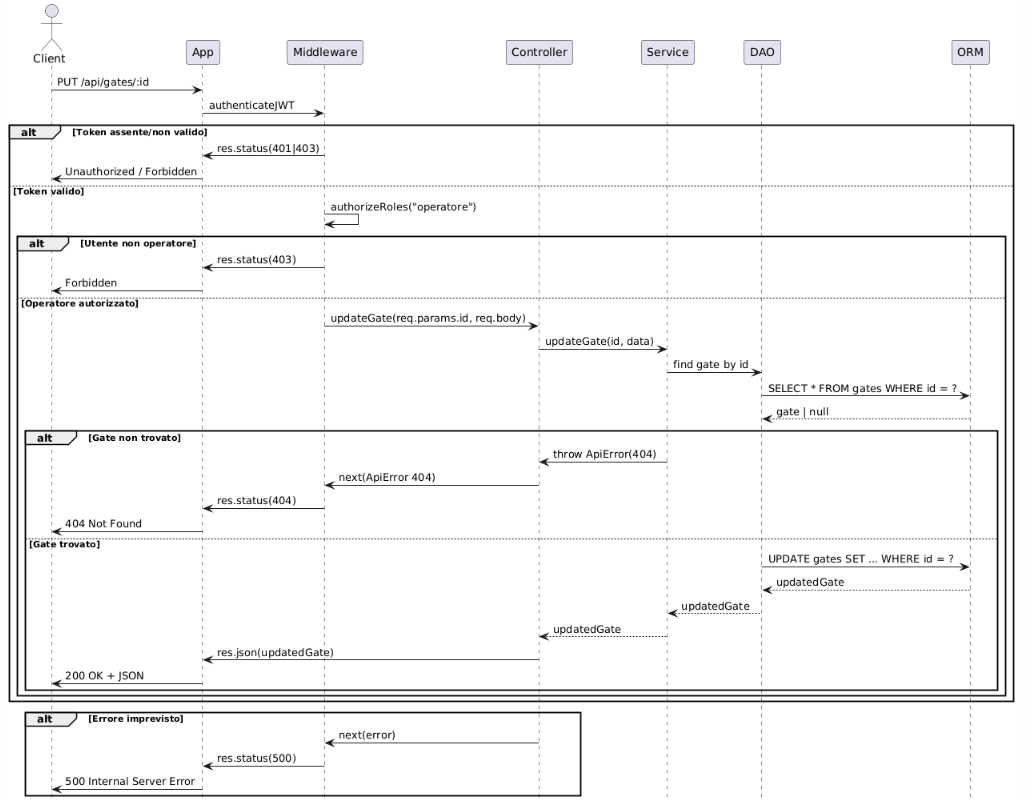 Client
App
Middleware
Controller
Service
DAO
ORM
PUT /api/gates/:id
authenticateJWT
alt [Token assente/non valido]
res.status(401|403)
Unauthorized / Forbidden
[Token valido]
authorizeRoles("operatore")
alt [Utente non operatore]
res.status(403)
Forbidden
[Operatore autorizzato]
updateGate(req.params.id, req.body)
updateGate(id, data)
find gate by id
SELECT * FROM gates WHERE id = ?
gate | null
alt [Gate non trovato]
throw ApiError(404)
next(ApiError 404)
res.status(404)
404 Not Found
[Gate trovato]
UPDATE gates SET ... WHERE id = ?
updatedGate
updatedGate
updatedGate
res.json(updatedGate)
200 OK + JSON
alt [Errore imprevisto]
next(error)
res.status(500)
500 Internal Server Error